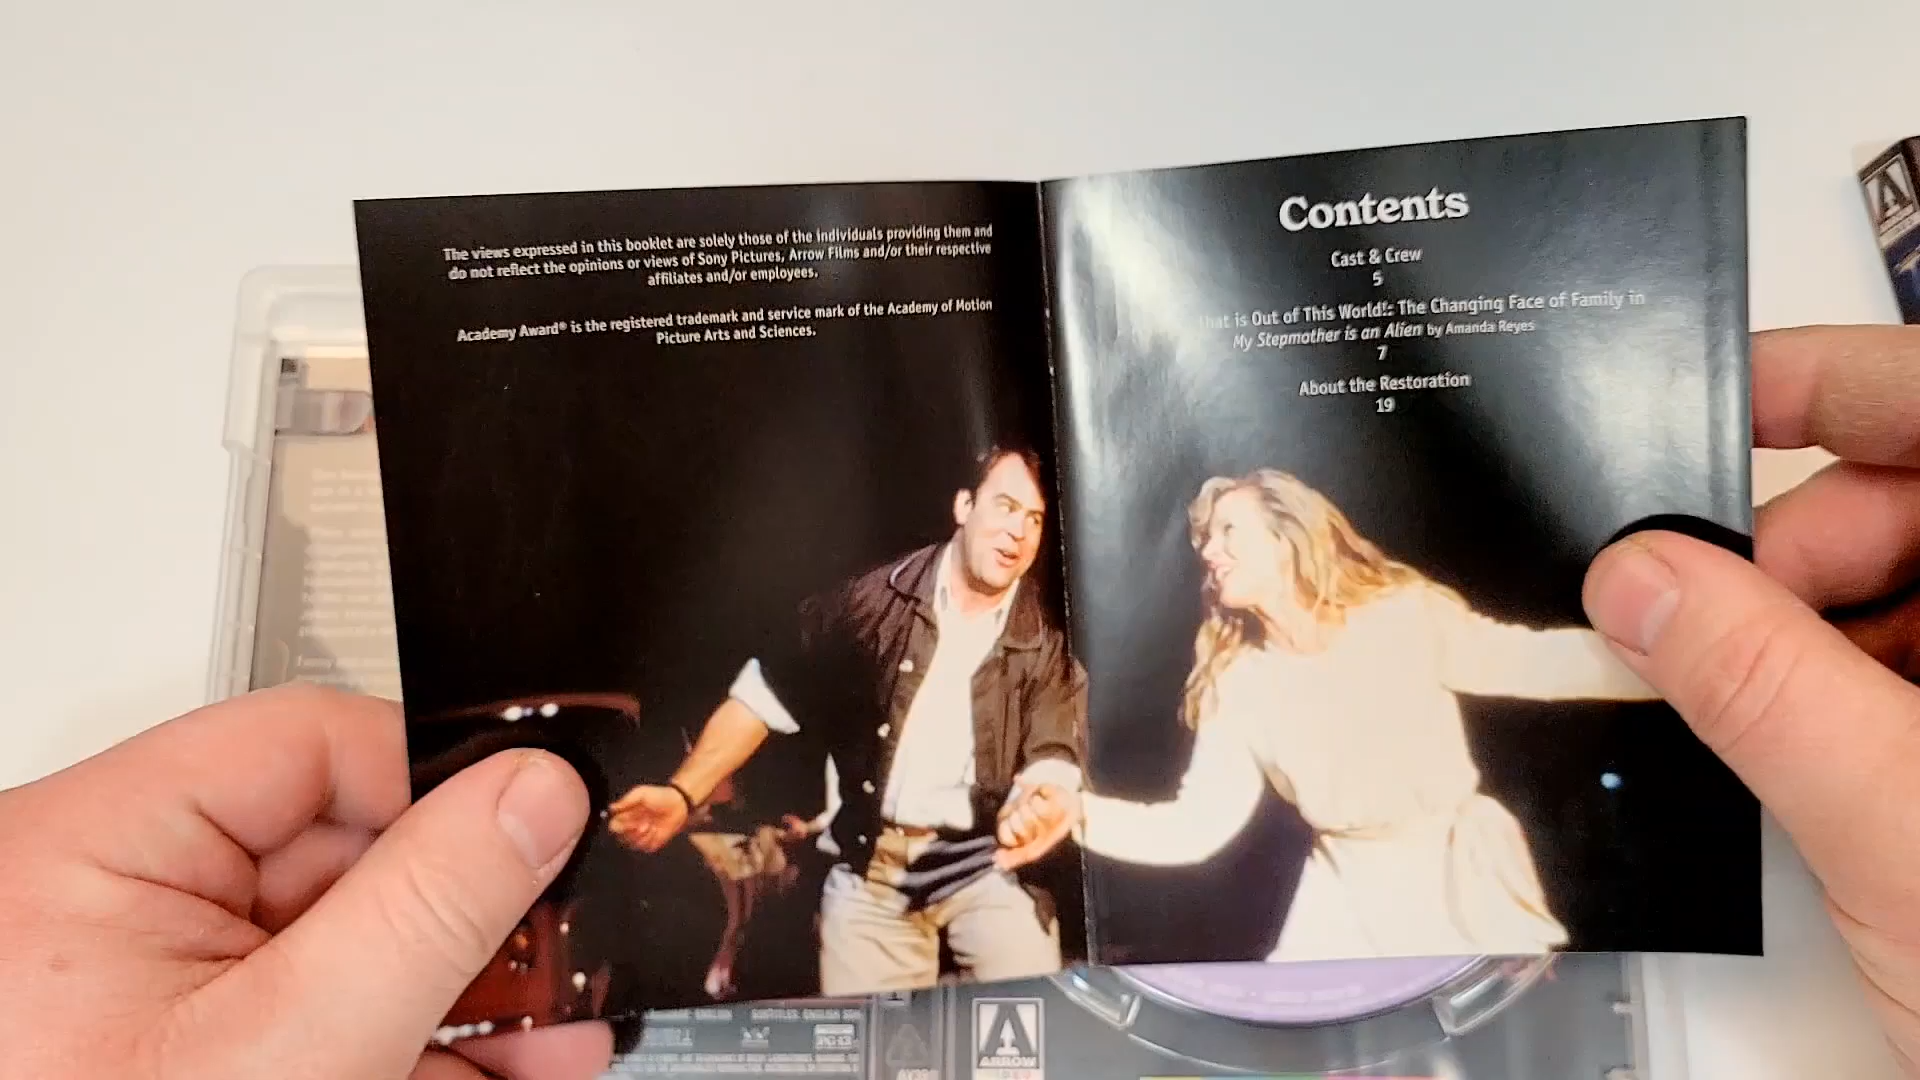 The views expressed in this booklet are solely those of the individuals providing them and
do not reflect the opinions or views of Sony Pictures, Arrow Films and/or their respective
affiliates and/or employees.
Academy Award® is the registered trademark and service mark of the Academy of Motion
Picture Arts and Sciences.
Contents
Cast & Crew
5
That is Out of This World!: The Changing Face of Family in
My Stepmother is an Alien by Amanda Reyes
7
About the Restoration
19
SUBTITLES: ENGLISH
ARROW